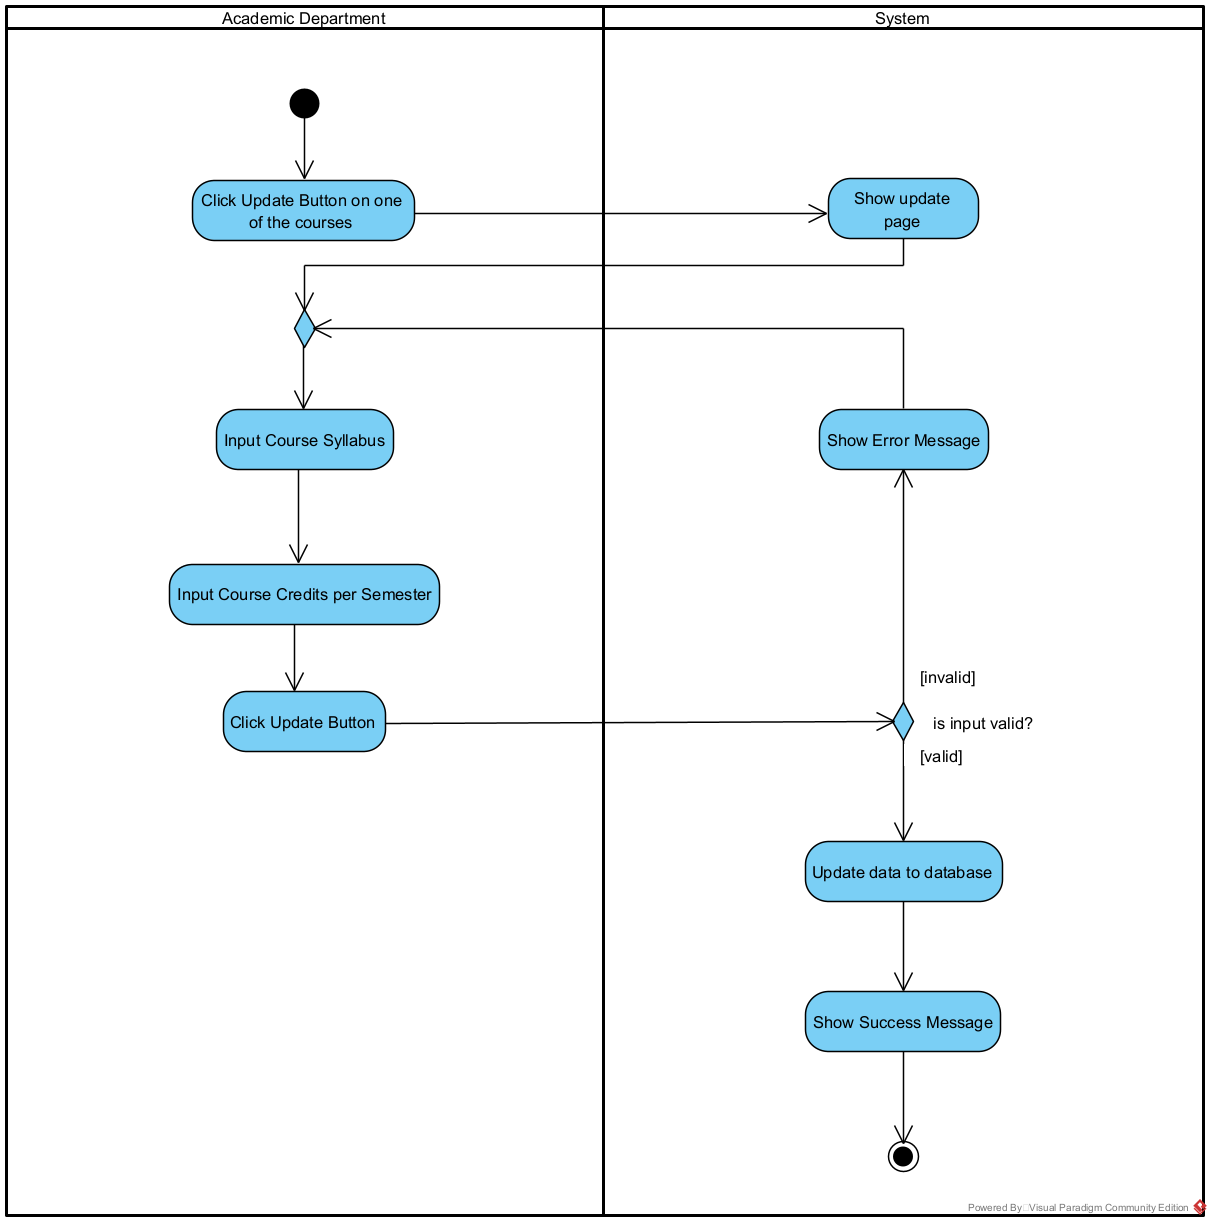 Academic Department
System
Click Update Button on one
of the courses
Show update
page
Input Course Syllabus
Show Error Message
Input Course Credits per Semester
[invalid]
Click Update Button
is input valid?
[valid]
Update data to database
Show Success Message
Powered By Visual Paradigm Community Edition